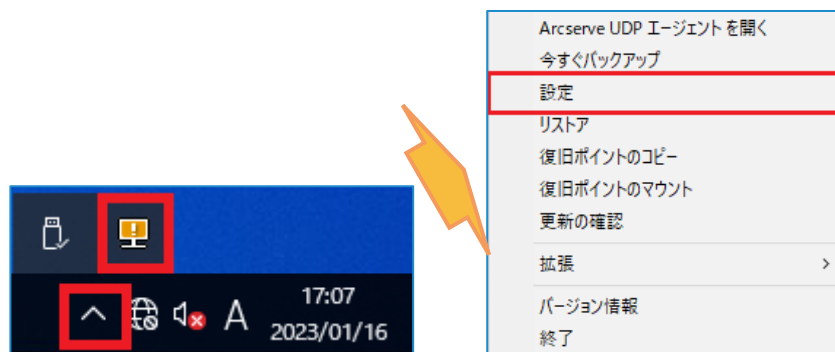 Arcserve UDP エージェント を開く
今すぐバックアップ
設定
リストア
復旧ポイントのコピー
復旧ポイントのマウント
更新の確認
拡張
バージョン情報
終了
A
17:07
2023/01/16